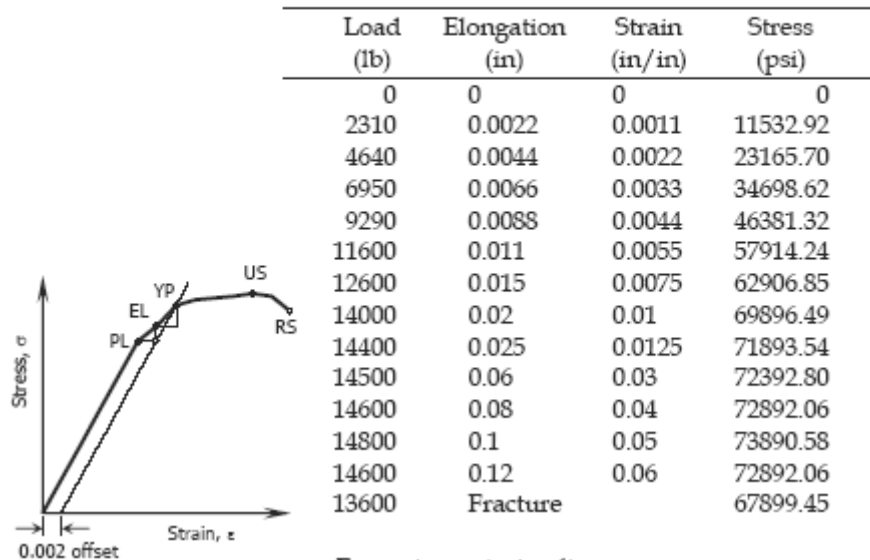 Load Elongation Strain Stress
(lb) (in) (in/in) (psi)
0 0 0 0
2310 0.0022 0.0011 11532.92
4640 0.0044 0.0022 23165.70
6950 0.0066 0.0033 34698.62
9290 0.0088 0.0044 46381.32
11600 0.011 0.0055 57914.24
12600 0.015 0.0075 62906.85
14000 0.02 0.01 69896.49
14400 0.025 0.0125 71893.54
14500 0.06 0.03 72392.80
14600 0.08 0.04 72892.06
14800 0.1 0.05 73890.58
14600 0.12 0.06 72892.06
13600 Fracture 67899.45
US
YP
EL
RS
PL
Stress, σ
Strain, ε
0.002 offset